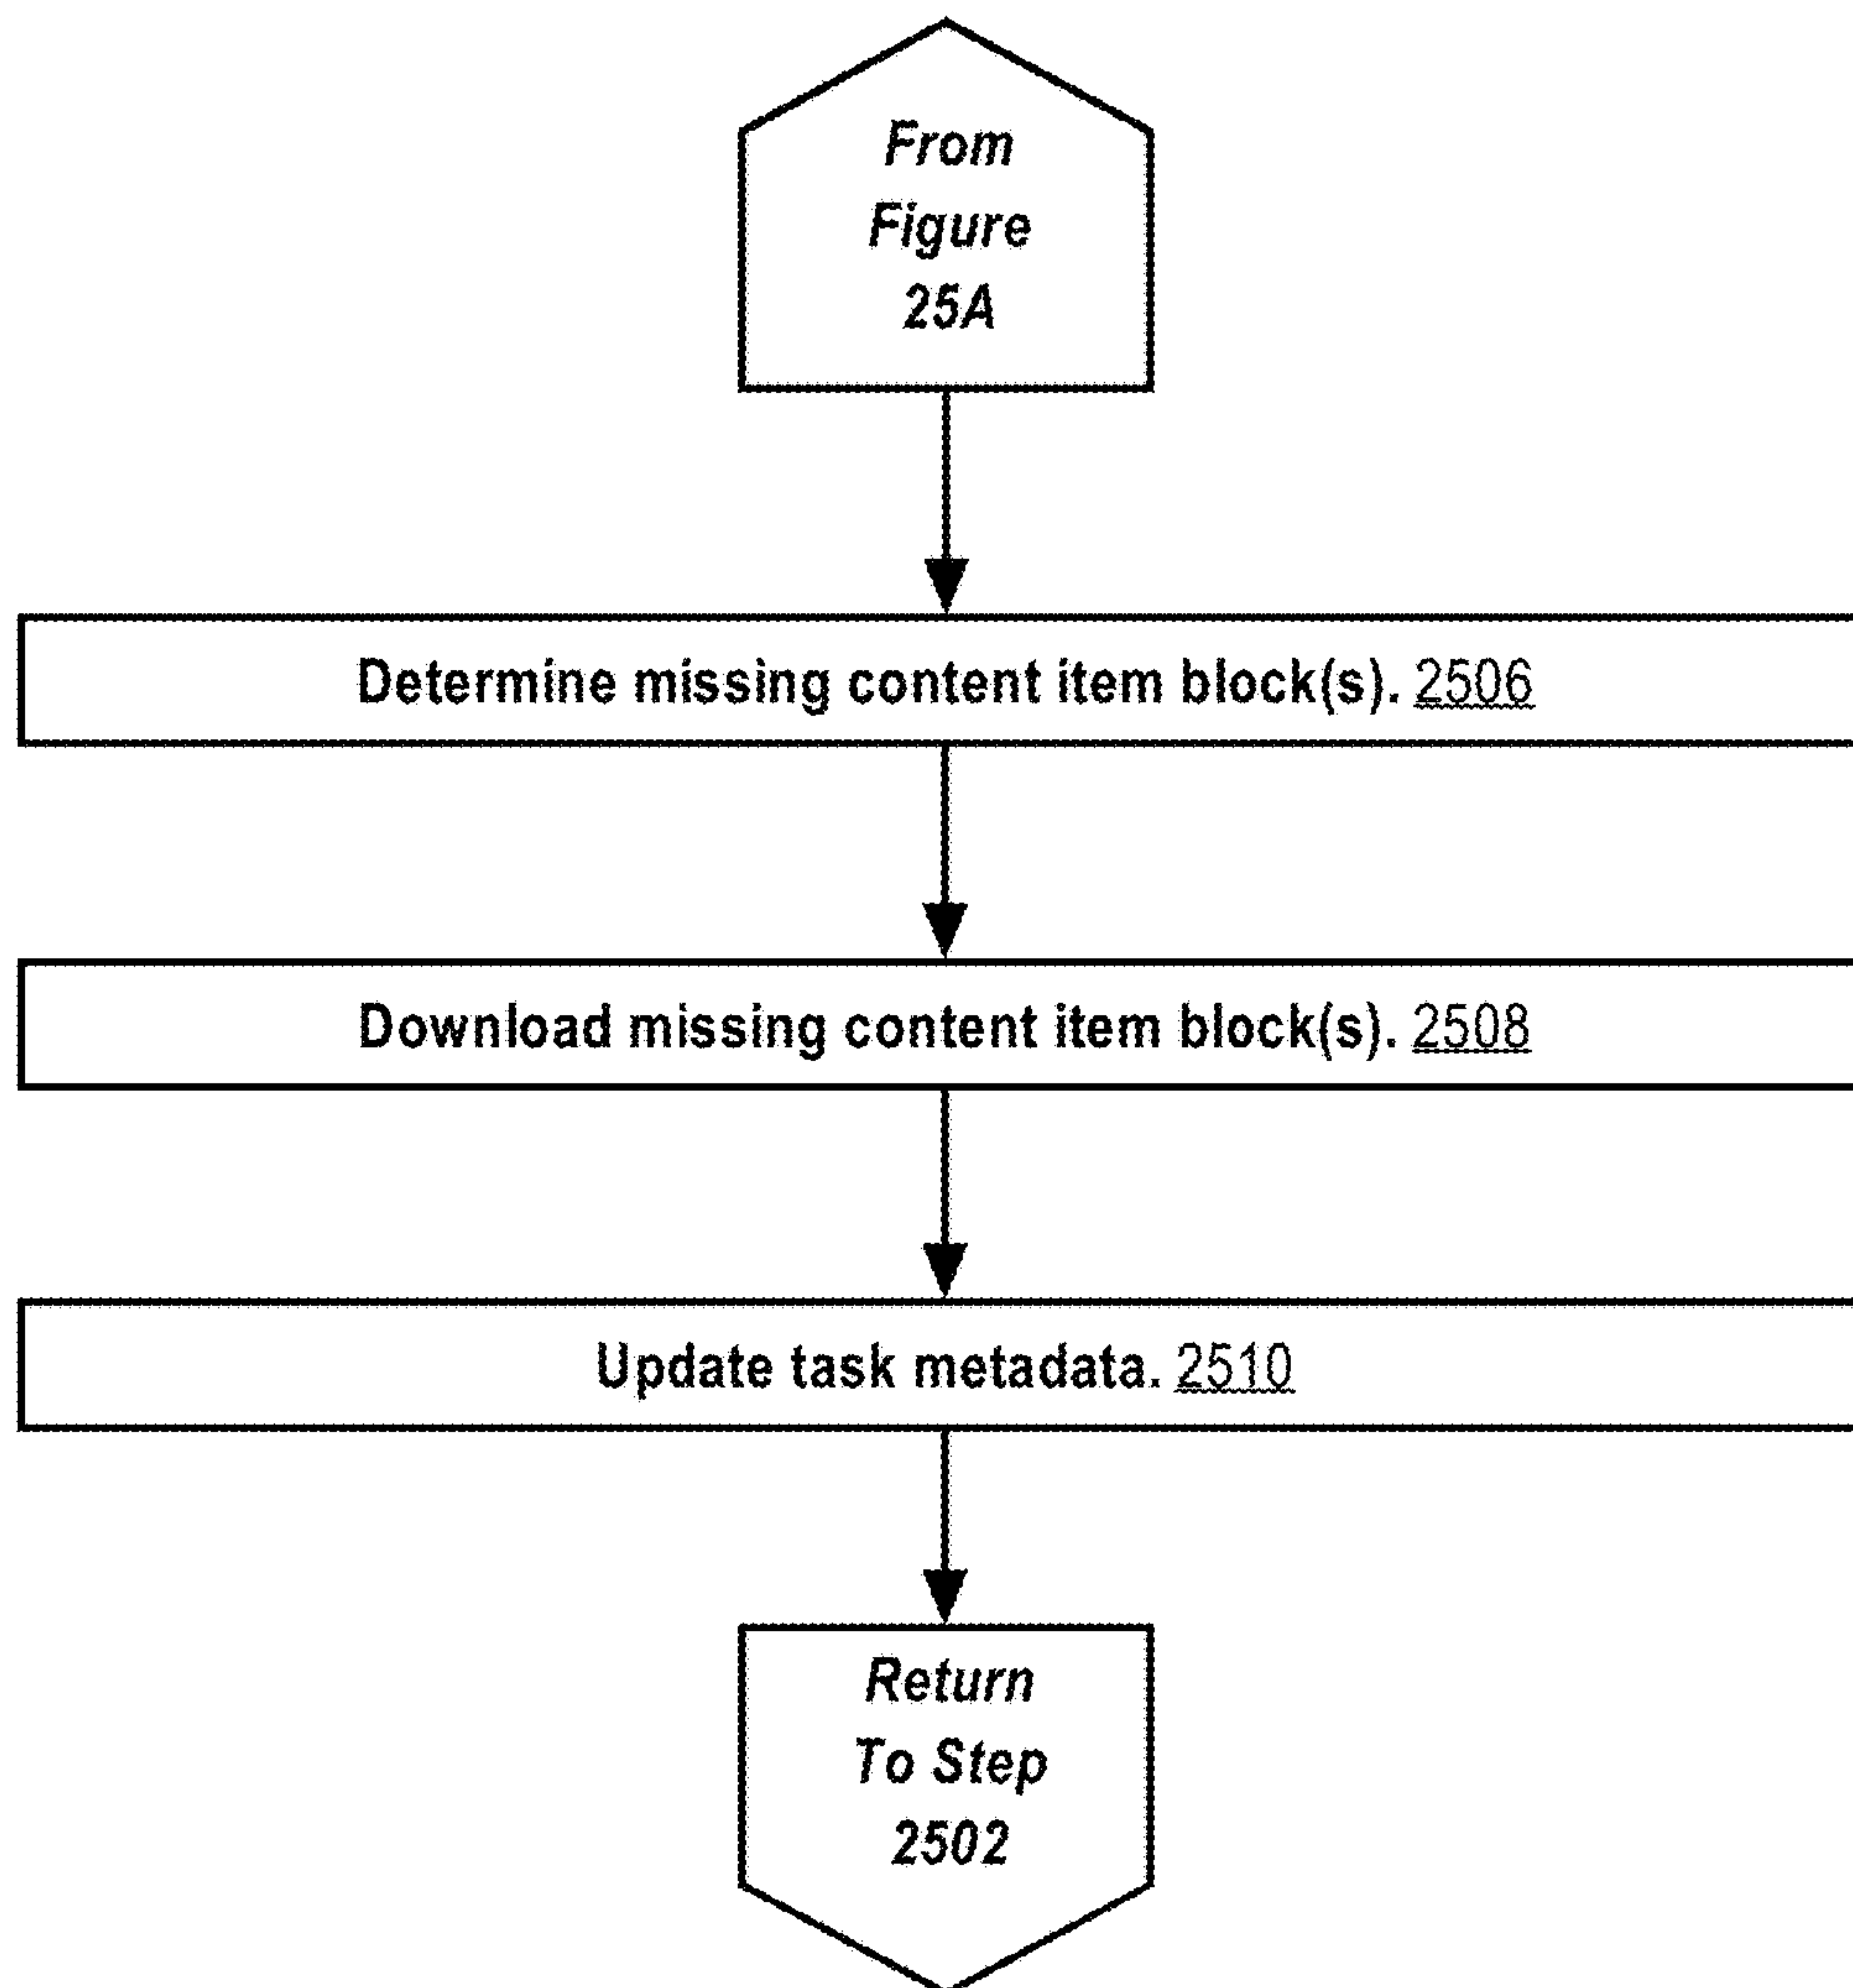 From
Figure
25A
Determine missing content item block(s). 2506
Download missing content item block(s). 2508
Update task metadata. 2510
Return
To Step
2502